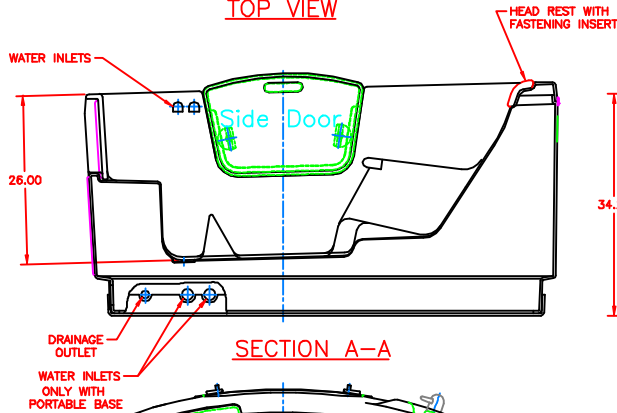 TOP VIEW
HEAD REST WITH
FASTENING INSERT
WATER INLETS
Side Door
26.00
34.
DRAINAGE
OUTLET
SECTION A-A
WATER INLETS
ONLY WITH
PORTABLE BASE